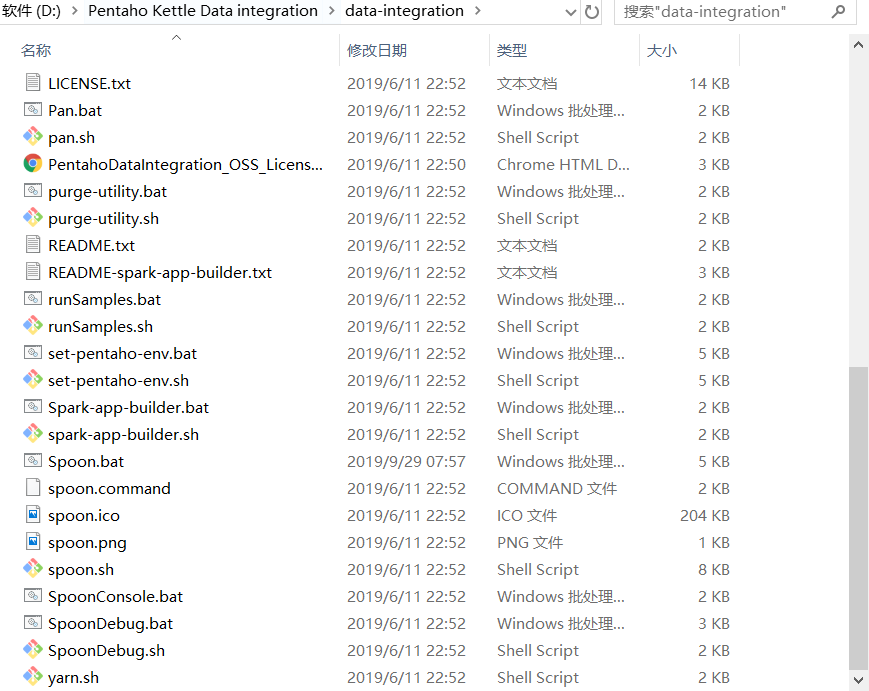 软件 (D:) > Pentaho Kettle Data integration > data-integration > 搜索"data-integration"
名称 修改日期 类型 大小
LICENSE.txt 2019/6/11 22:52 文本文档 14 KB
Pan.bat 2019/6/11 22:52 Windows 批处理... 2 KB
pan.sh 2019/6/11 22:52 Shell Script 2 KB
PentahoDataIntegration_OSS_Licens... 2019/6/11 22:50 Chrome HTML D... 3 KB
purge-utility.bat 2019/6/11 22:52 Windows 批处理... 2 KB
purge-utility.sh 2019/6/11 22:52 Shell Script 2 KB
README.txt 2019/6/11 22:52 文本文档 2 KB
README-spark-app-builder.txt 2019/6/11 22:52 文本文档 3 KB
runSamples.bat 2019/6/11 22:52 Windows 批处理... 2 KB
runSamples.sh 2019/6/11 22:52 Shell Script 2 KB
set-pentaho-env.bat 2019/6/11 22:52 Windows 批处理... 5 KB
set-pentaho-env.sh 2019/6/11 22:52 Shell Script 5 KB
Spark-app-builder.bat 2019/6/11 22:52 Windows 批处理... 2 KB
spark-app-builder.sh 2019/6/11 22:52 Shell Script 2 KB
Spoon.bat 2019/9/29 07:57 Windows 批处理... 5 KB
spoon.command 2019/6/11 22:52 COMMAND 文件 2 KB
spoon.ico 2019/6/11 22:52 ICO 文件 204 KB
spoon.png 2019/6/11 22:52 PNG 文件 1 KB
spoon.sh 2019/6/11 22:52 Shell Script 8 KB
SpoonConsole.bat 2019/6/11 22:52 Windows 批处理... 2 KB
SpoonDebug.bat 2019/6/11 22:52 Windows 批处理... 3 KB
SpoonDebug.sh 2019/6/11 22:52 Shell Script 2 KB
yarn.sh 2019/6/11 22:52 Shell Script 2 KB